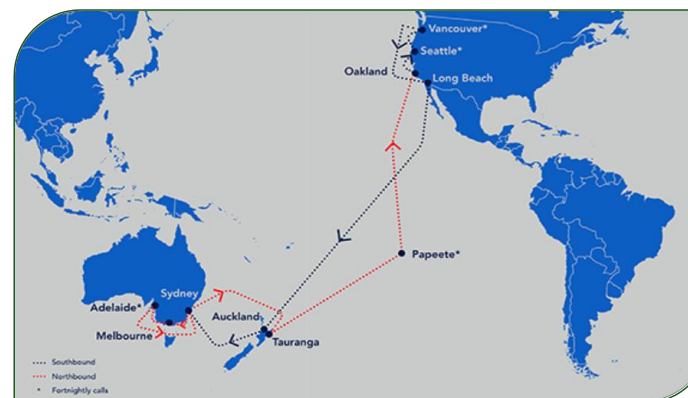 Vancouver*
Seattle*
Oakland
Long Beach
Papeete*
Sydney
Adelaide*
Auckland
Melbourne
Tauranga
Southbound
Northbound
* Fortnightly calls